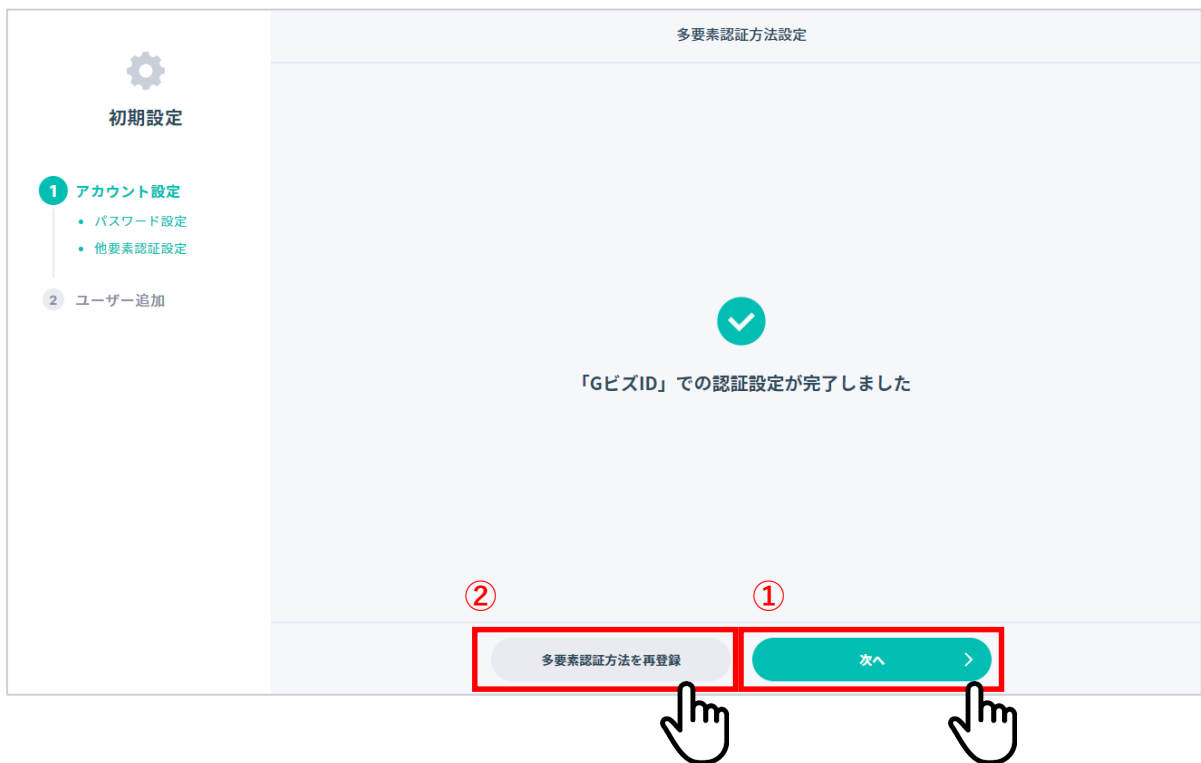 多要素認証方法設定
初期設定
1 アカウント設定
• パスワード設定
• 他要素認証設定
2 ユーザー追加
「GビズID」での認証設定が完了しました
② ①
多要素認証方法を再登録 次へ